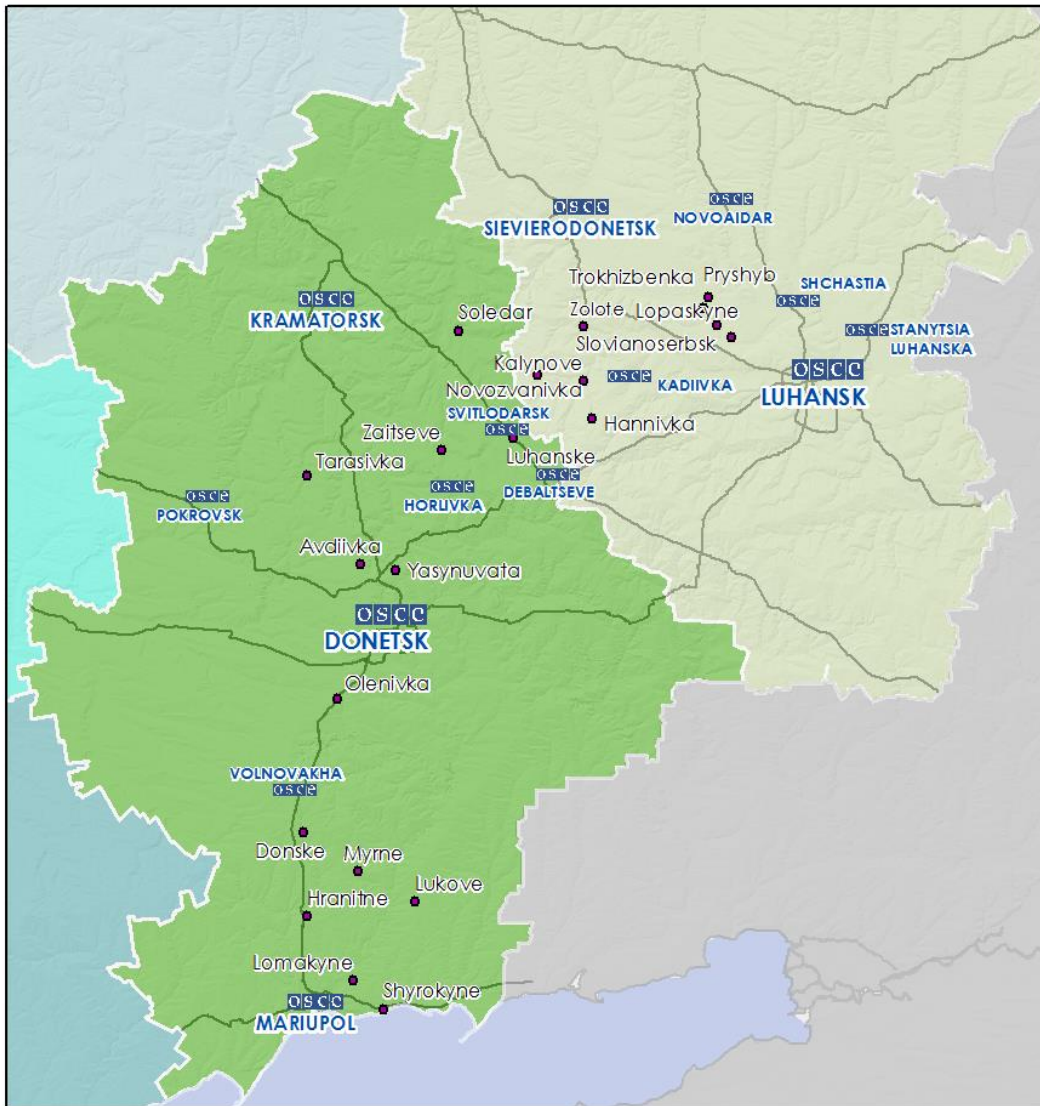 osce
NOVOAIDAR
osce
SIEVIERODONETSK
Trokhizbenka
Pryshyb
osce
SHCHASTIA
osce
KRAMATORSK
Soledar
Zolote
Lopaskyne
osce
STANYTSIA
LUHANSKA
Slovianoserbsk
Kalynove
osce
KADIIVKA
osce
LUHANSK
Novozvanivka
SVITLODARSK
osce
Hannivka
Zaitseve
Luhanske
Tarasivka
osce
DEBALTSEVE
osce
HORLIVKA
osce
POKROVSK
Avdiivka
Yasynuvata
osce
DONETSK
Olenivka
VOLNOVAKHA
osce
Donske
Myrne
Lukove
Hranitne
Lomakyne
Shyrokyne
osce
MARIUPOL